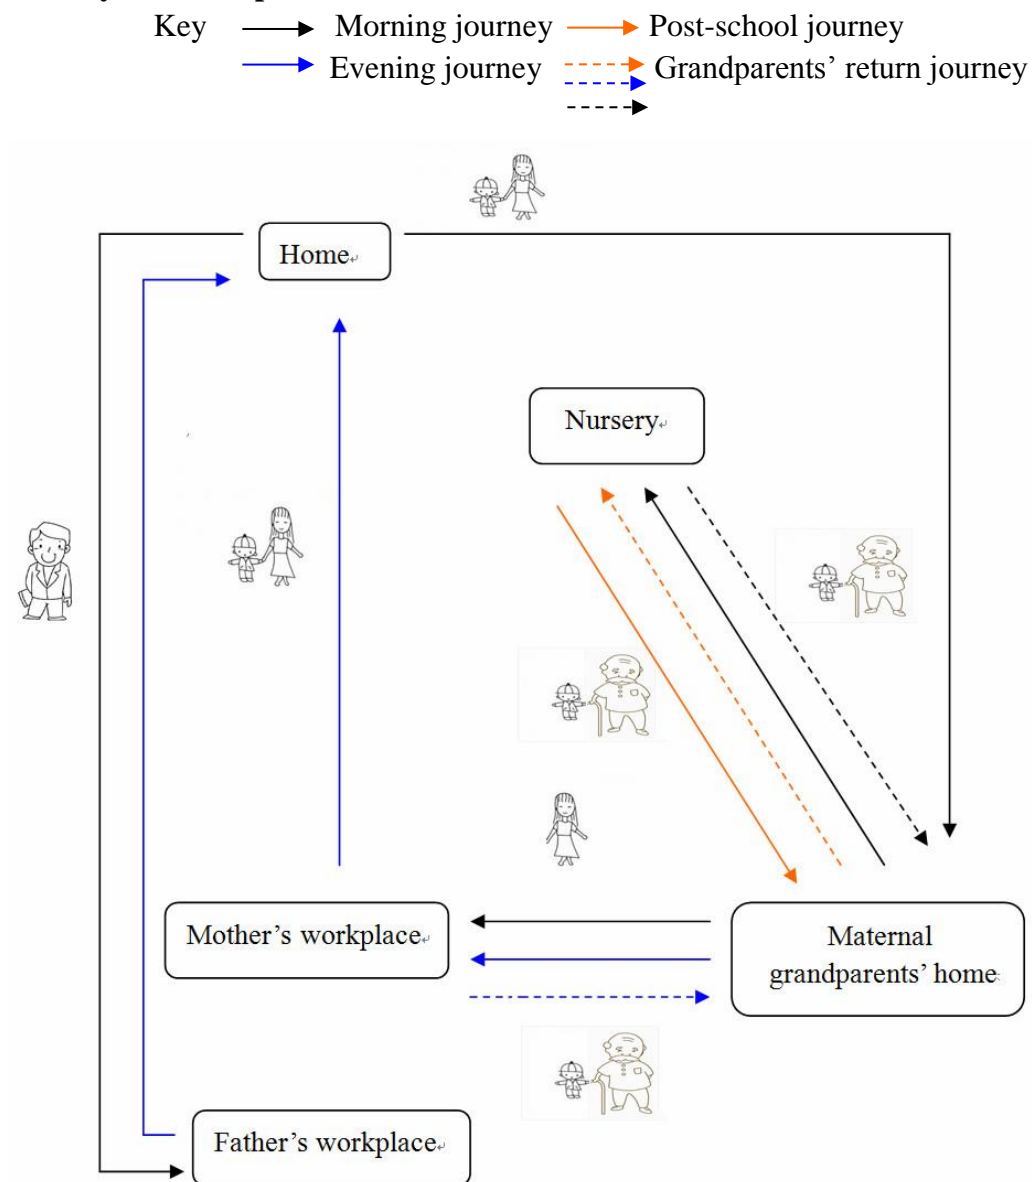 Key Morning journey Post-school journey
Evening journey Grandparents’ return journey
Home
Nursery
Mother’s workplace
Maternal
grandparents’ home
Father’s workplace